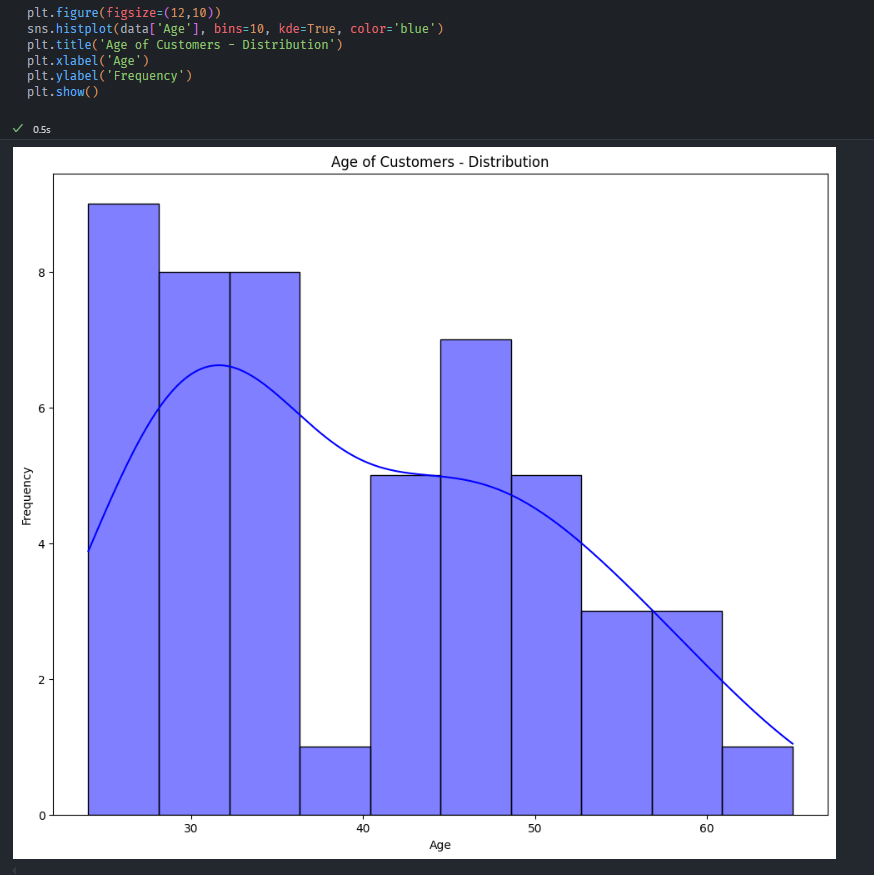 plt.figure(figsize=(12,10))
sns.histplot(data['Age'], bins=10, kde=True, color='blue')
plt.title('Age of Customers - Distribution')
plt.xlabel('Age')
plt.ylabel('Frequency')
plt.show()
0.5s
Age of Customers - Distribution
Frequency
8
6
4
2
0
30 40 50 60
Age